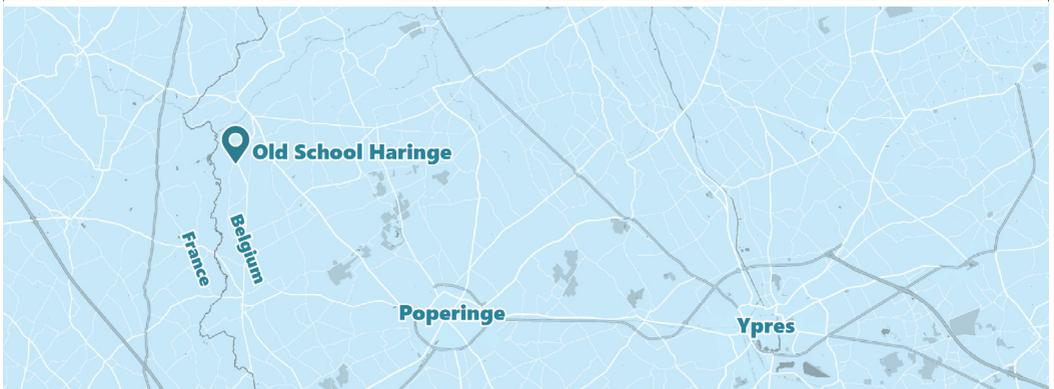 Old School Haringe
France
Belgium
Poperinge
Ypres